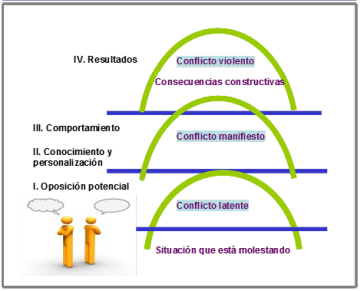 IV. Resultados
Conflicto violento
Consecuencias constructivas
III. Comportamiento
Conflicto manifiesto
II. Conocimiento y
personalización
I. Oposición potencial
Conflicto latente
Situación que está molestando